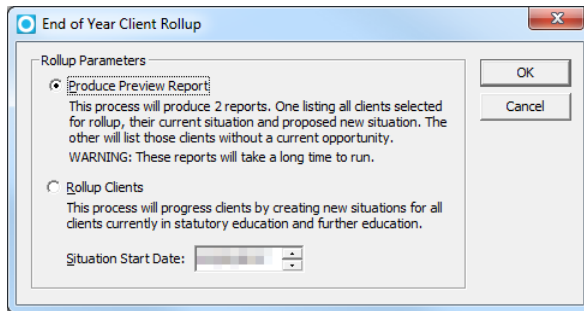 End of Year Client Rollup
Rollup Parameters
Produce Preview Report
This process will produce 2 reports. One listing all clients selected
for rollup, their current situation and proposed new situation. The
other will list those clients without a current opportunity.
WARNING: These reports will take a long time to run.
Rollup Clients
This process will progress clients by creating new situations for all
clients currently in statutory education and further education.
Situation Start Date:
OK
Cancel